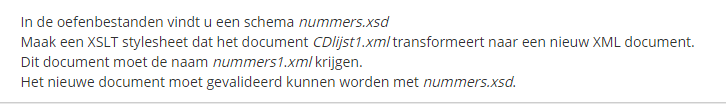 In de oefenbestanden vindt u een schema nummers.xsd
Maak een XSLT stylesheet dat het document CDlijst1.xml transformeert naar een nieuw XML document.
Dit document moet de naam nummers1.xml krijgen.
Het nieuwe document moet gevalideerd kunnen worden met nummers.xsd.